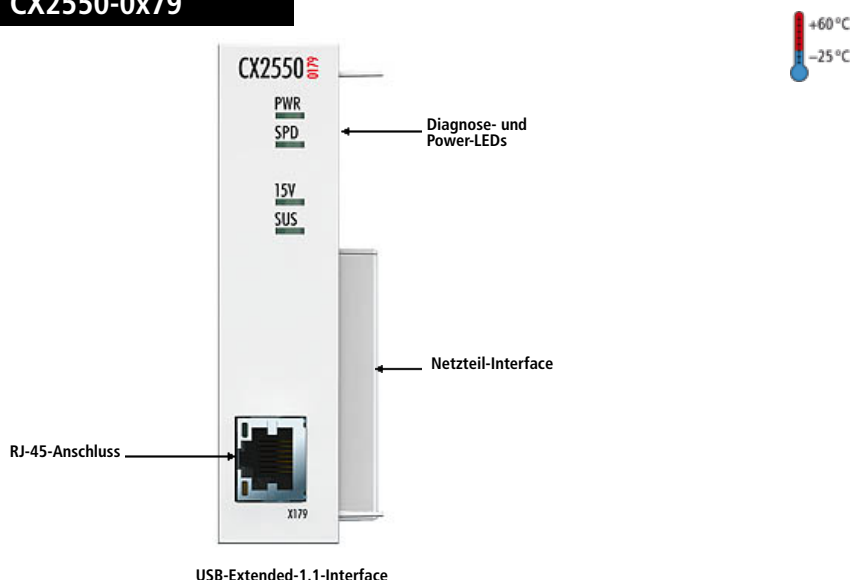 CX2550-0x79
+60°C
–25°C
CX2550 0179
PWR
SPD
Diagnose- und
Power-LEDs
15V
SUS
Netzteil-Interface
RJ-45-Anschluss
X179
USB-Extended-1.1-Interface